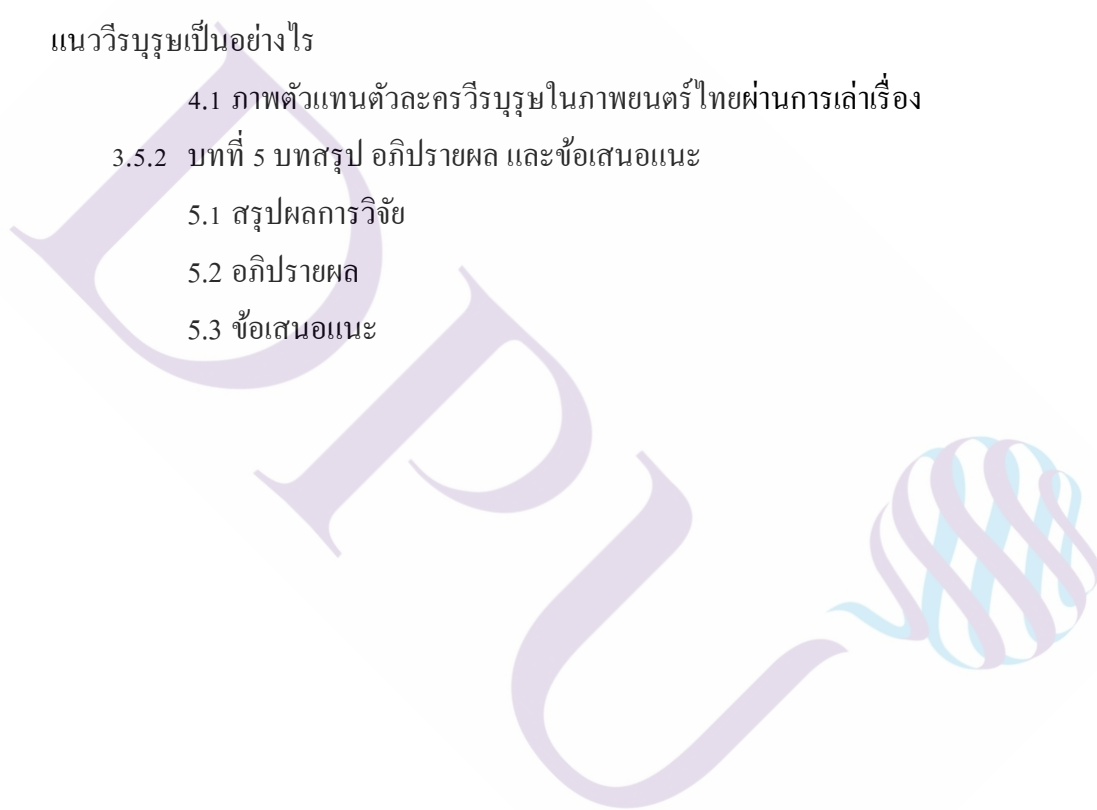 แนววีรบุรุษเป็นอย่างไร
4.1 ภาพตัวแทนตัวละครวีรบุรุษในภาพยนตร์ไทยผ่านการเล่าเรื่อง
3.5.2 บทที่ 5 บทสรุป อภิปรายผล และข้อเสนอแนะ
5.1 สรุปผลการวิจัย
5.2 อภิปรายผล
5.3 ข้อเสนอแนะ
DPU